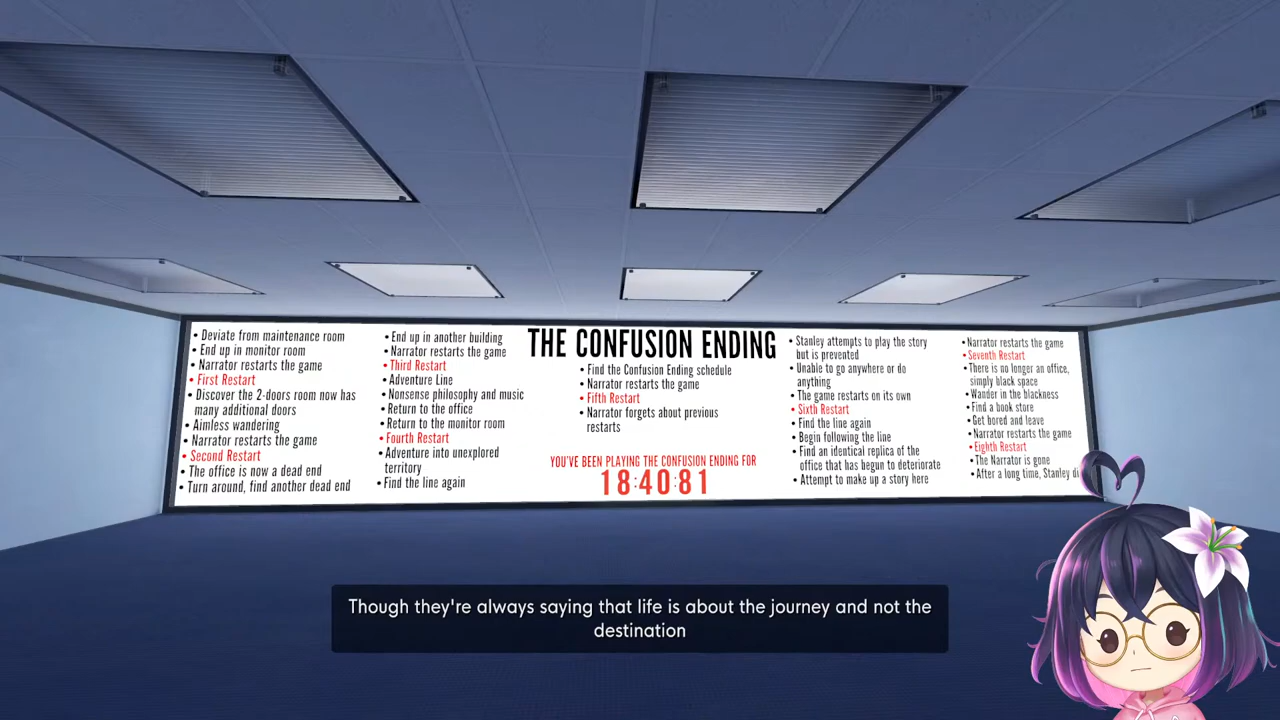 • Deviate from maintenance room
• End up in monitor room
• Narrator restarts the game
• First Restart
• Discover the 2-doors room now has
many additional doors
• Aimless wandering
• Narrator restarts the game
• Second Restart
• The office is now a dead end
• Turn around, find another dead end
• End up in another building
• Narrator restarts the game
• Third Restart
• Adventure Line
• Nonsense philosophy and music
• Return to the office
• Return to the monitor room
• Fourth Restart
• Adventure into unexplored
territory
• Find the line again
THE CONFUSION ENDING
• Find the Confusion Ending schedule
• Narrator restarts the game
• Fifth Restart
• Narrator forgets about previous
restarts
YOU'VE BEEN PLAYING THE CONFUSION ENDING FOR
18:40:81
• Stanley attempts to play the story
but is prevented
• Unable to go anywhere or do
anything
• The game restarts on its own
• Sixth Restart
• Find the line again
• Begin following the line
• Find an identical replica of the
office that has begun to deteriorate
• Attempt to make up a story here
• Narrator restarts the game
• Seventh Restart
• There is no longer an office,
simply black space
• Wander in the blackness
• Find a book store
• Get bored and leave
• Narrator restarts the game
• Eighth Restart
• The Narrator is gone
• After a long time, Stanley di
Though they're always saying that life is about the journey and not the
destination